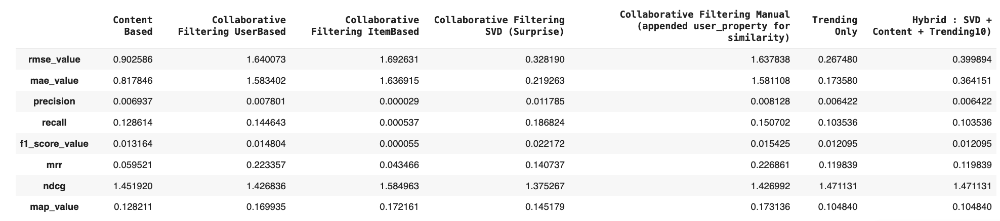 Content Based	Collaborative Filtering UserBased	Collaborative Filtering ItemBased	Collaborative Filtering SVD (Surprise)	Collaborative Filtering Manual (appended user_property for similarity)	Trending Only	Hybrid : SVD + Content + Trending10)
rmse_value	0.902586	1.640073	1.692631	0.328190	1.637838	0.267480	0.399894
mae_value	0.817846	1.583402	1.636915	0.219263	1.581108	0.173580	0.364151
precision	0.006937	0.007801	0.000029	0.011785	0.008128	0.006422	0.006422
recall	0.128614	0.144643	0.000537	0.186824	0.150702	0.103536	0.103536
f1_score_value	0.013164	0.014804	0.000055	0.022172	0.015425	0.012095	0.012095
mrr	0.059521	0.223357	0.043466	0.140737	0.226861	0.119839	0.119839
ndcg	1.451920	1.426836	1.584963	1.375267	1.426992	1.471131	1.471131
map_value	0.128211	0.169935	0.172161	0.145179	0.173136	0.104840	0.104840